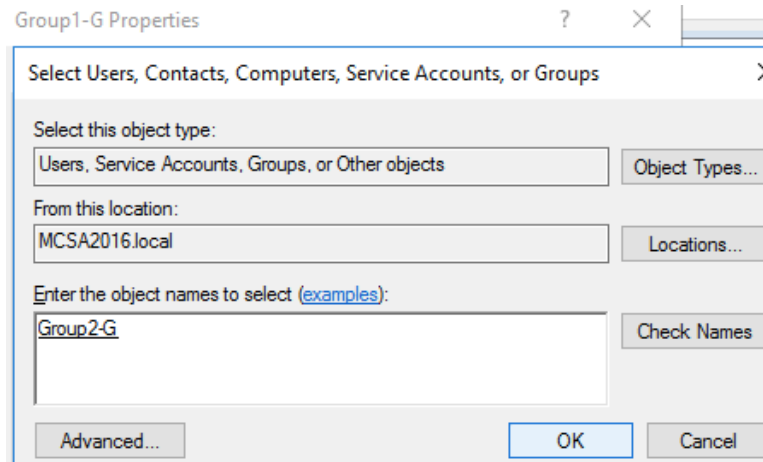 Group1-G Properties ?
Select Users, Contacts, Computers, Service Accounts, or Groups
Select this object type:
Users, Service Accounts, Groups, or Other objects
Object Types...
From this location:
MCSA2016.local
Locations...
Enter the object names to select (examples):
Group2-G
Check Names
Advanced...
OK
Cancel